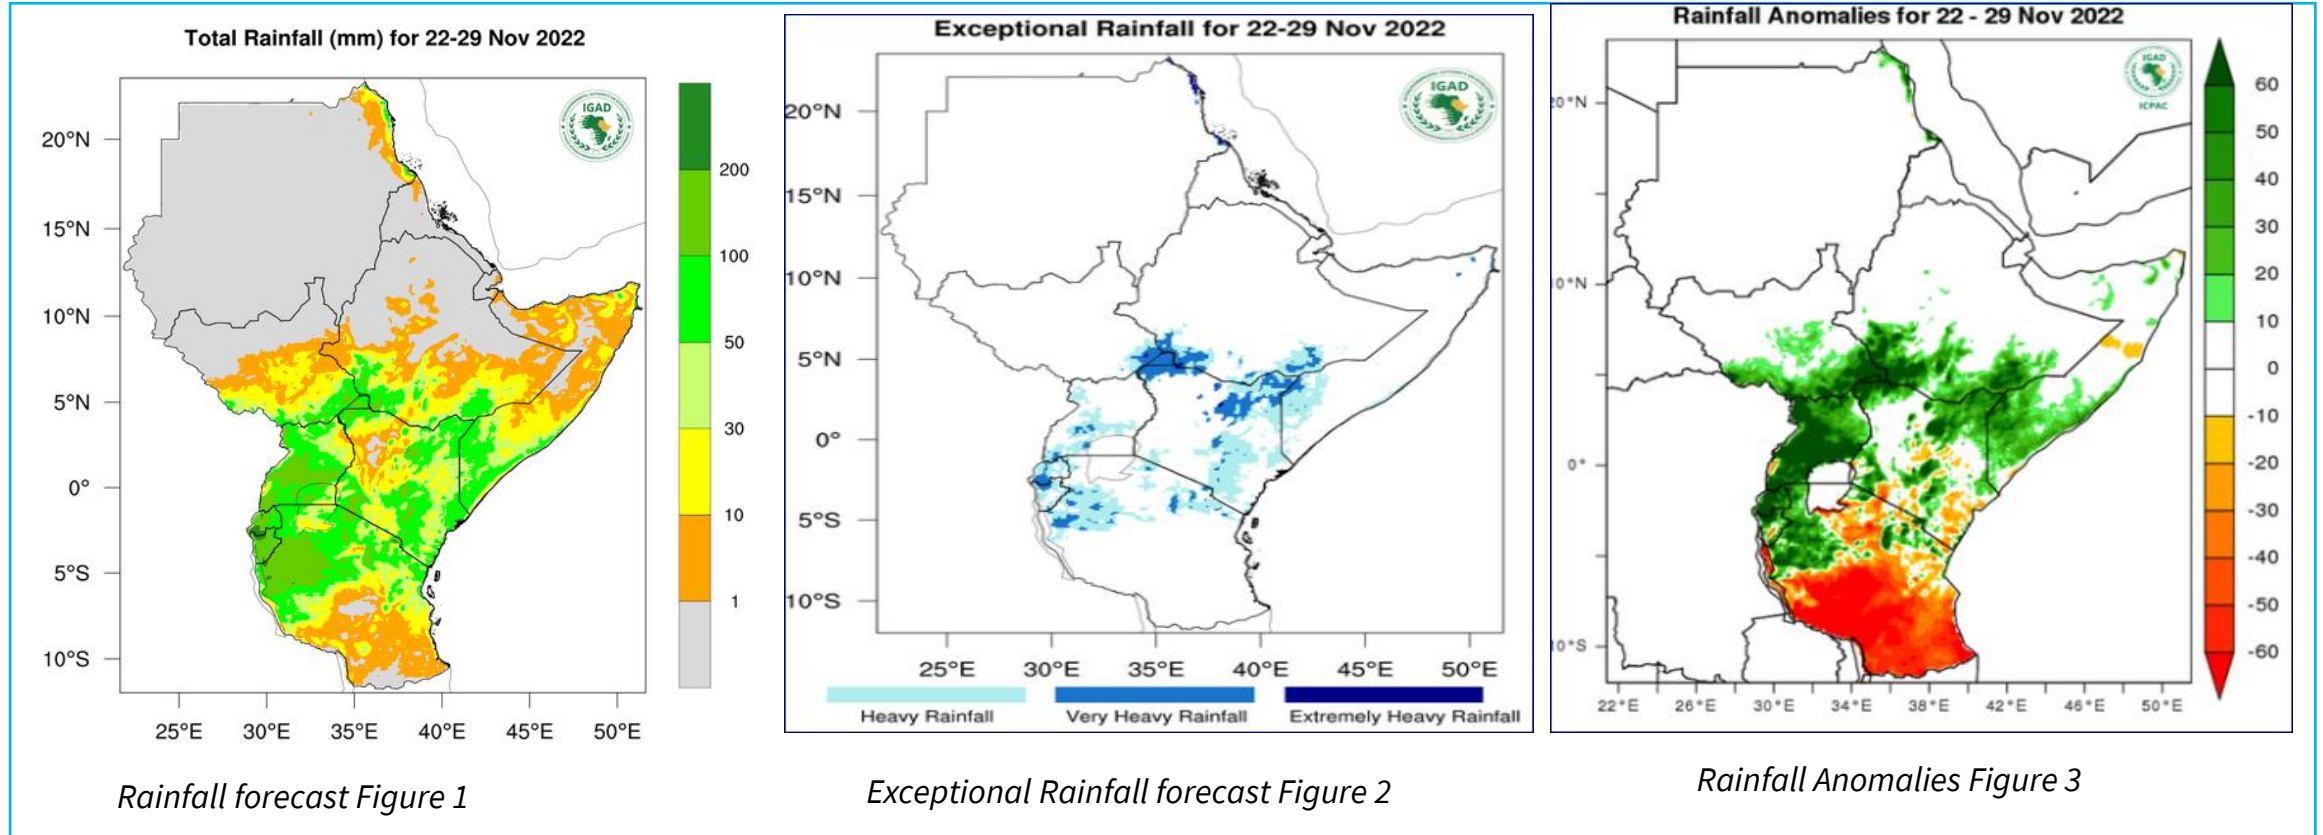 Total Rainfall (mm) for 22-29 Nov 2022
IGAD
20°N
15°N
10°N
5°N
0°
5°S
10°S
25°E 30°E 35°E 40°E 45°E 50°E
200
100
50
30
10
1
Rainfall forecast Figure 1
Exceptional Rainfall for 22-29 Nov 2022
IGAD
20°N
15°N
10°N
5°N
0°
5°S
10°S
25°E 30°E 35°E 40°E 45°E 50°E
Heavy Rainfall Very Heavy Rainfall Extremely Heavy Rainfall
Exceptional Rainfall forecast Figure 2
Rainfall Anomalies for 22 - 29 Nov 2022
IGAD
ICPAC
20°N
10°N
0°
10°S
22°E 26°E 30°E 34°E 38°E 42°E 46°E 50°E
60
50
40
30
20
10
0
-10
-20
-30
-40
-50
-60
Rainfall Anomalies Figure 3